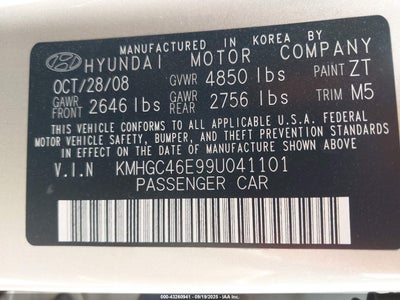 MANUFACTURED IN KOREA BY
HYUNDAI MOTOR COMPANY
OCT/28/08 GVWR 4850 lbs PAINT ZT
GAWR FRONT 2646 lbs GAWR REAR 2756 lbs TRIM M5
THIS VEHICLE CONFORMS TO ALL APPLICABLE U.S. FEDERAL
MOTOR VEHICLE SAFETY, BUMPER, AND THEFT PREVENTION STANDARDS
IN EFFECT ON THE DATE OF MANUFACTURE SHOWN ABOVE.
V.I.N KMHGC46E99U041101
PASSENGER CAR
000-43260941 - 09/19/2025 - IAA Inc.